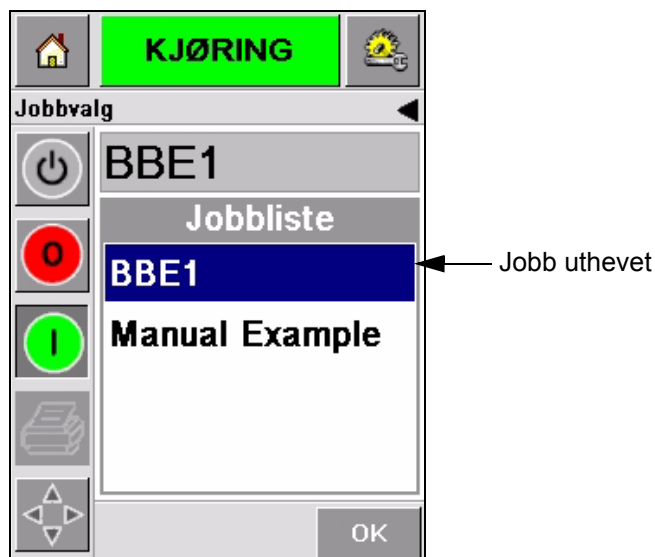 KJØRING
Jobbvalg
BBE1
Jobbliste
BBE1
Jobb uthevet
Manual Example
OK